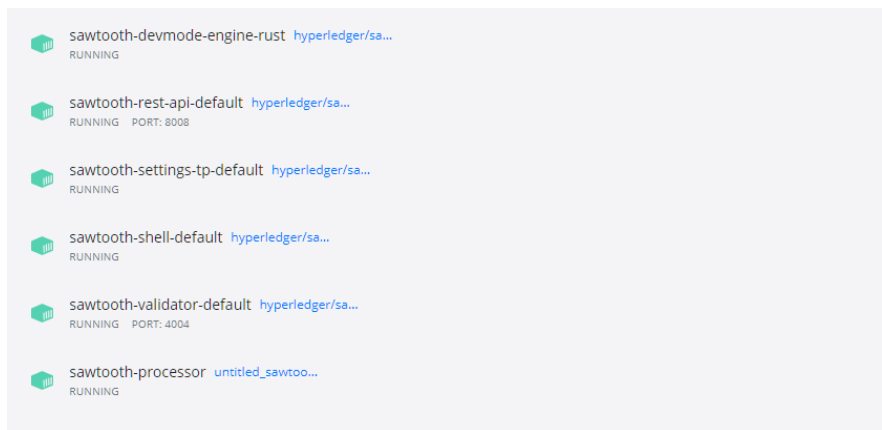 sawtooth-devmode-engine-rust hyperledger/sa...
RUNNING
sawtooth-rest-api-default hyperledger/sa...
RUNNING PORT: 8008
sawtooth-settings-tp-default hyperledger/sa...
RUNNING
sawtooth-shell-default hyperledger/sa...
RUNNING
sawtooth-validator-default hyperledger/sa...
RUNNING PORT: 4004
sawtooth-processor untitled_sawtoo...
RUNNING